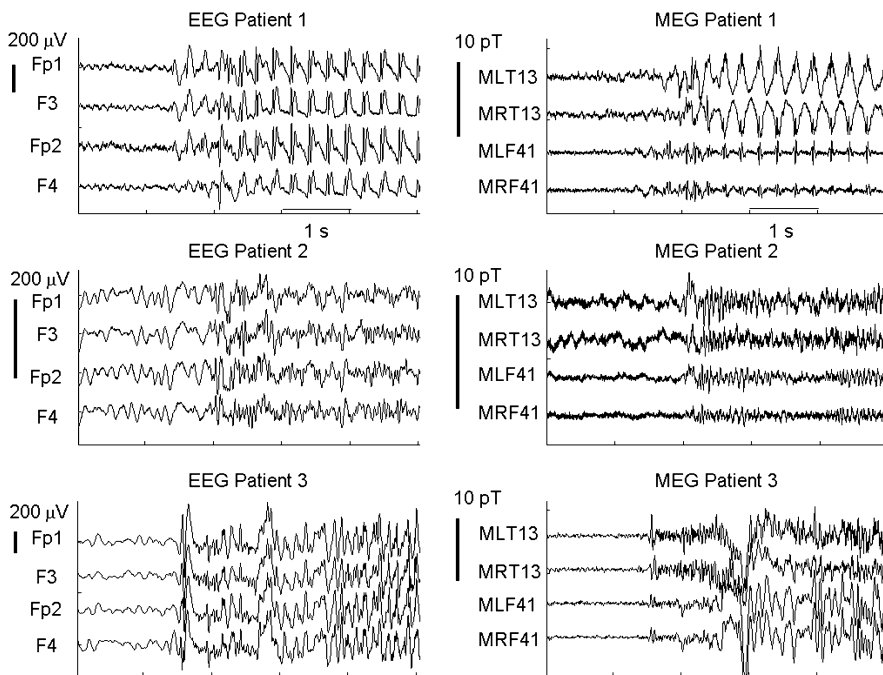 EEG Patient 1
200 µV
Fp1
F3
Fp2
F4
1 s
MEG Patient 1
10 pT
MLT13
MRT13
MLF41
MRF41
1 s
EEG Patient 2
200 µV
Fp1
F3
Fp2
F4
MEG Patient 2
10 pT
MLT13
MRT13
MLF41
MRF41
EEG Patient 3
200 µV
Fp1
F3
Fp2
F4
MEG Patient 3
10 pT
MLT13
MRT13
MLF41
MRF41